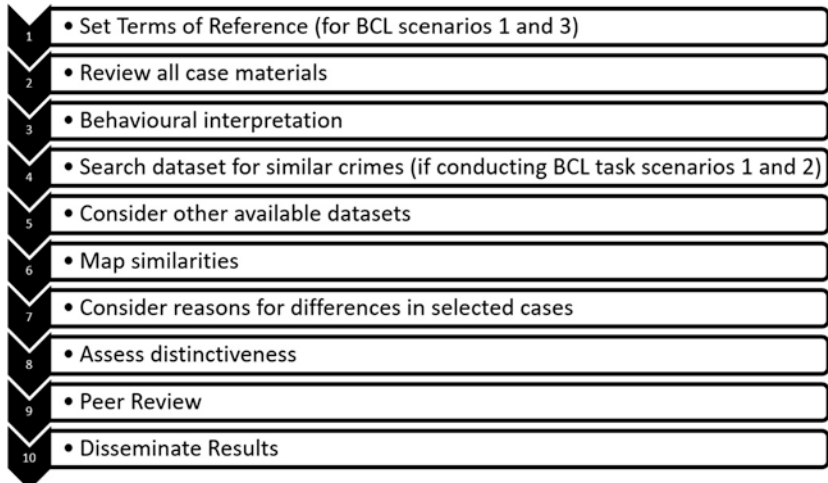 1 • Set Terms of Reference (for BCL scenarios 1 and 3)
2 • Review all case materials
3 • Behavioural interpretation
4 • Search dataset for similar crimes (if conducting BCL task scenarios 1 and 2)
5 • Consider other available datasets
6 • Map similarities
7 • Consider reasons for differences in selected cases
8 • Assess distinctiveness
9 • Peer Review
10 • Disseminate Results